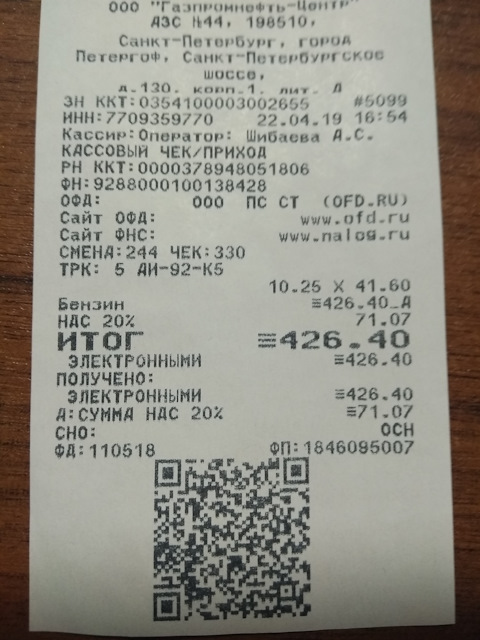 ООО "Газпромнефть-Центр"
АЗС №44, 198510,
Санкт-Петербург, город
Петергоф, Санкт-Петербургское
шоссе,
д.130, корп.1, лит. Д
ЗН ККТ:0354100003002655 #5099
ИНН:7709359770 22.04.19 16:54
Кассир:Оператор: Шибаева А.С.
КАССОВЫЙ ЧЕК/ПРИХОД
РН ККТ:0000378948051806
ФН:9288000100138428
ОФД: ООО ПС СТ (OFD.RU)
Сайт ОФД: www.ofd.ru
Сайт ФНС: www.nalog.ru
СМЕНА:244 ЧЕК:330
ТРК: 5 АИ-92-К5
10.25 X 41.60
Бензин ≡426.40_А
НДС 20% 71.07
ИТОГ ≡426.40
ЭЛЕКТРОННЫМИ ≡426.40
ПОЛУЧЕНО:
ЭЛЕКТРОННЫМИ ≡426.40
А:СУММА НДС 20% ≡71.07
СНО: ОСН
ФД:110518 ФП:1846095007